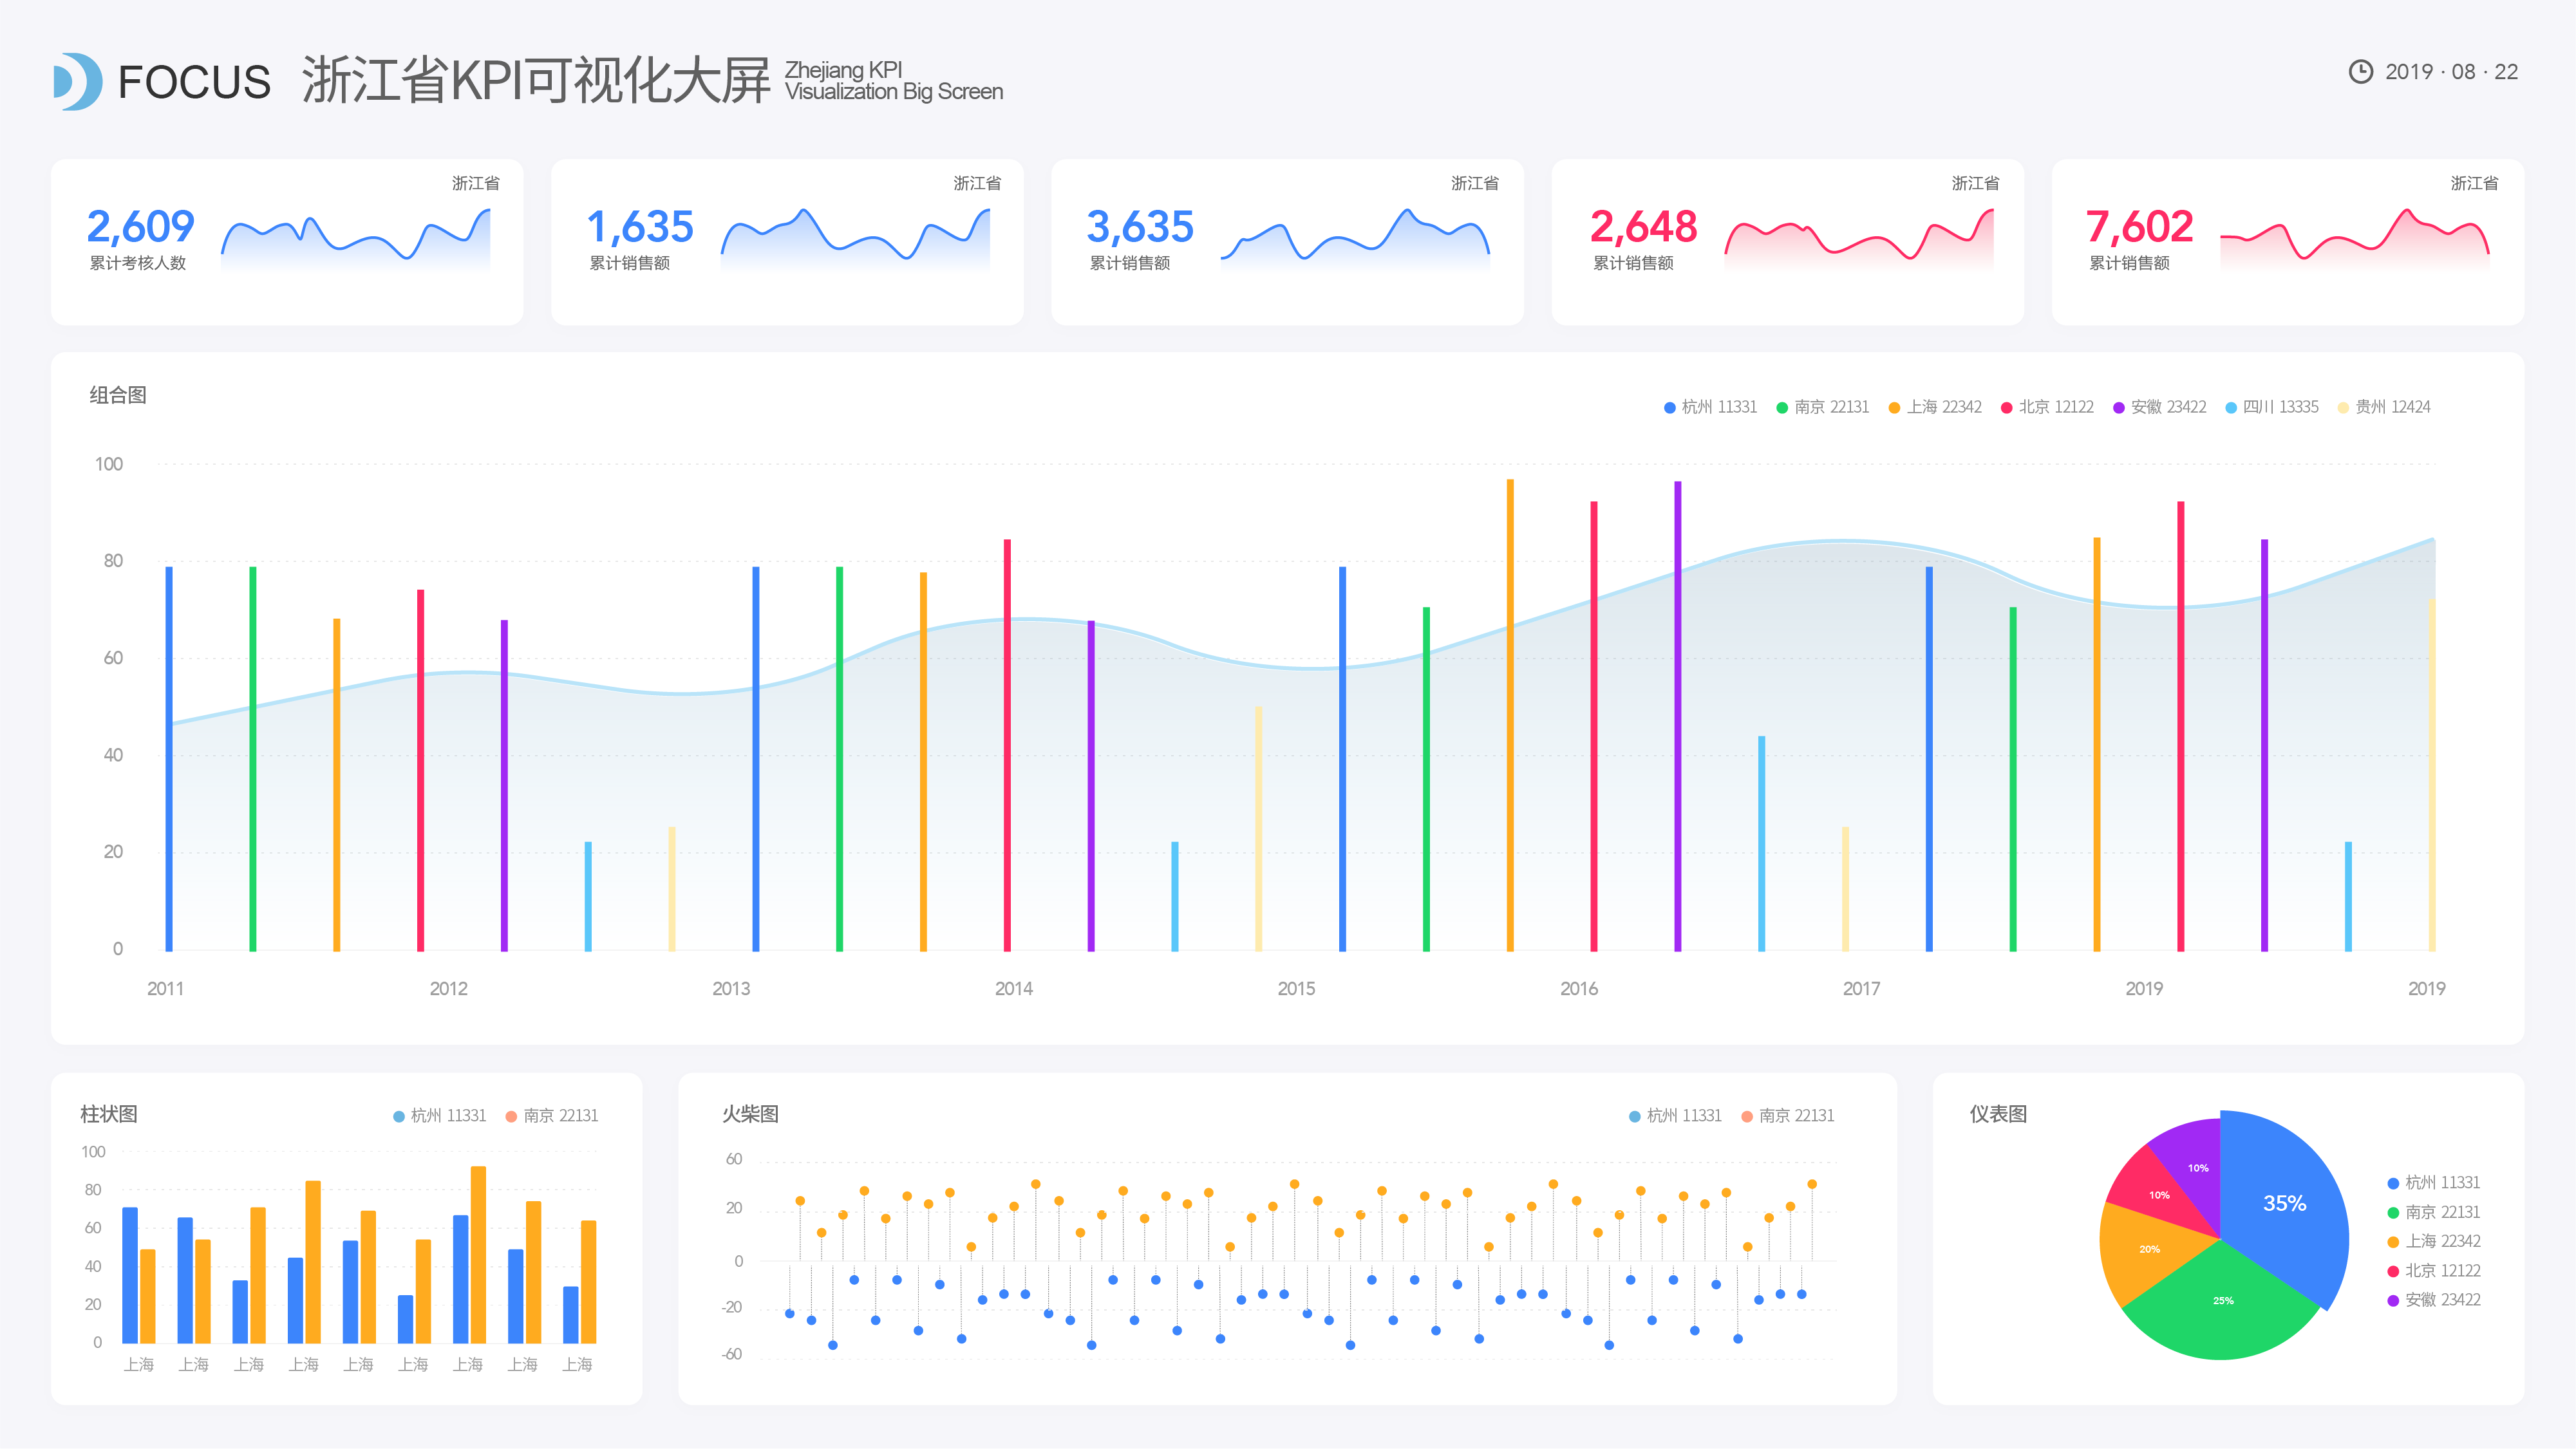 FOCUS 浙江省KPI可视化大屏 Zhejiang KPI
Visualization Big Screen
2019 · 08 · 22
浙江省
2,609
累计考核人数
浙江省
1,635
累计销售额
浙江省
3,635
累计销售额
浙江省
2,648
累计销售额
浙江省
7,602
累计销售额
组合图
杭州 11331 南京 22131 上海 22342 北京 12122 安徽 23422 四川 13335 贵州 12424
100
80
60
40
20
0
2011 2012 2013 2014 2015 2016 2017 2019 2019
柱状图
杭州 11331 南京 22131
100
80
60
40
20
0
上海 上海 上海 上海 上海 上海 上海 上海 上海
火柴图
杭州 11331 南京 22131
60
20
0
-20
-60
仪表图
35%
25%
20%
10%
10%
杭州 11331
南京 22131
上海 22342
北京 12122
安徽 23422